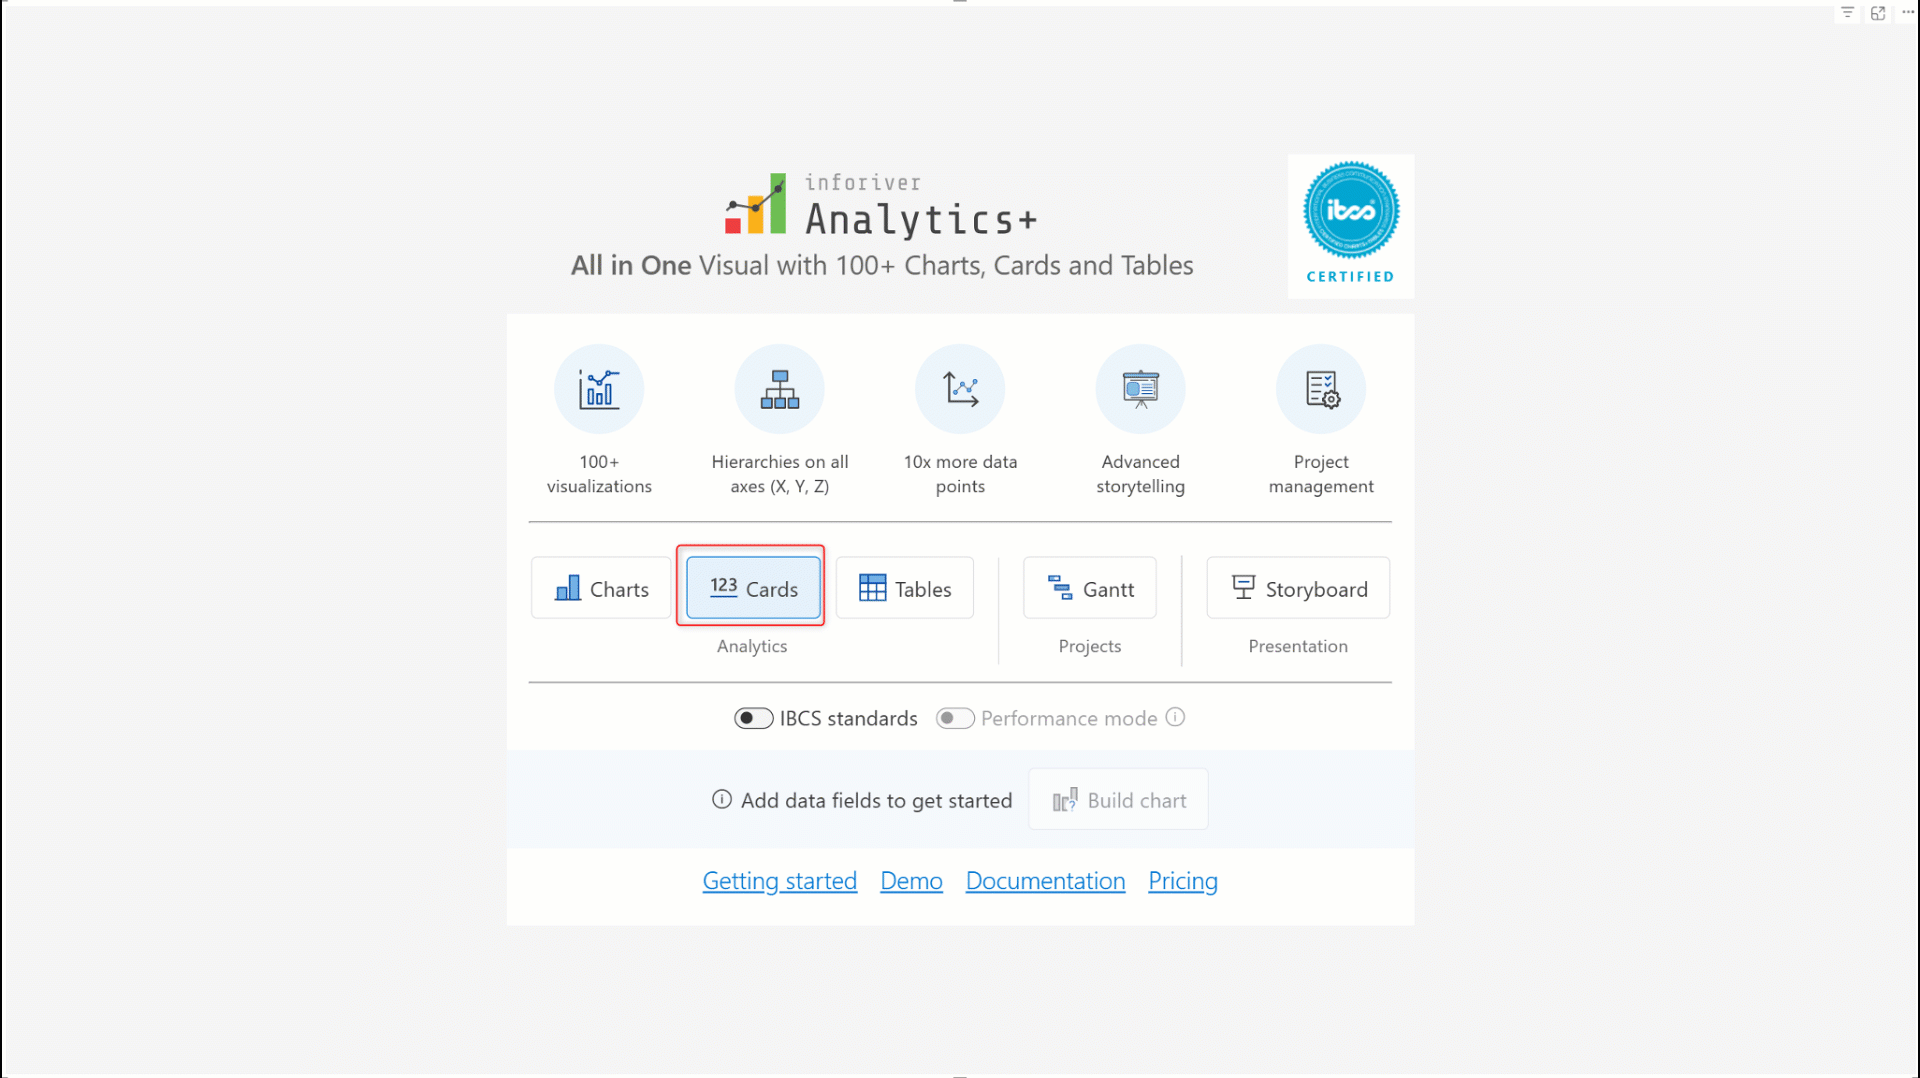 inforiver
Analytics+
All in One Visual with 100+ Charts, Cards and Tables
ibcs
CERTIFIED
100+
visualizations
Hierarchies on all
axes (X, Y, Z)
10x more data
points
Advanced
storytelling
Project
management
Charts
123 Cards
Tables
Gantt
Storyboard
Analytics
Projects
Presentation
IBCS standards
Performance mode
Add data fields to get started
Build chart
Getting started
Demo
Documentation
Pricing